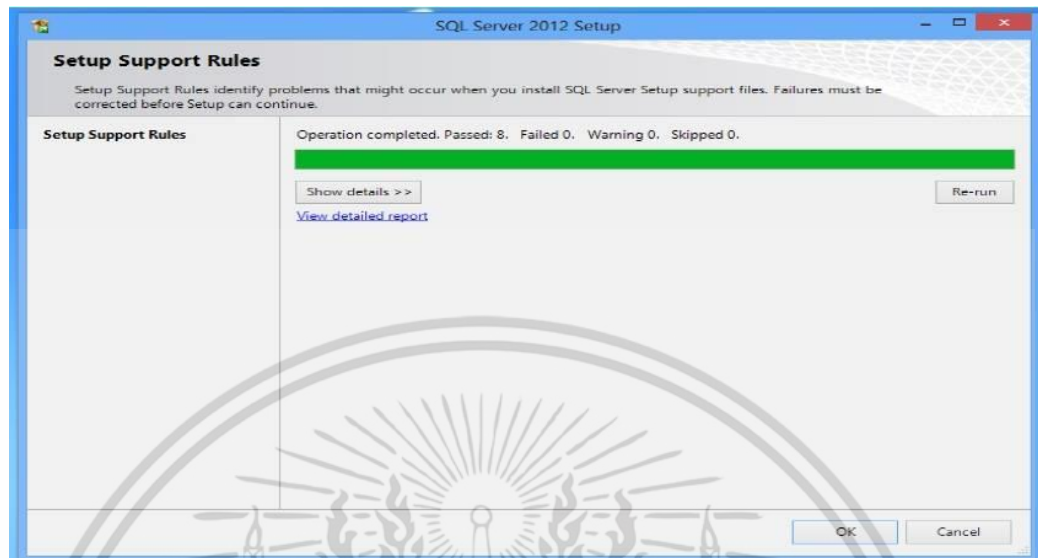 SQL Server 2012 Setup
Setup Support Rules
Setup Support Rules identify problems that might occur when you install SQL Server Setup support files. Failures must be
corrected before Setup can continue.
Setup Support Rules
Operation completed. Passed: 8. Failed 0. Warning 0. Skipped 0.
Show details >>
Re-run
View detailed report
OK
Cancel